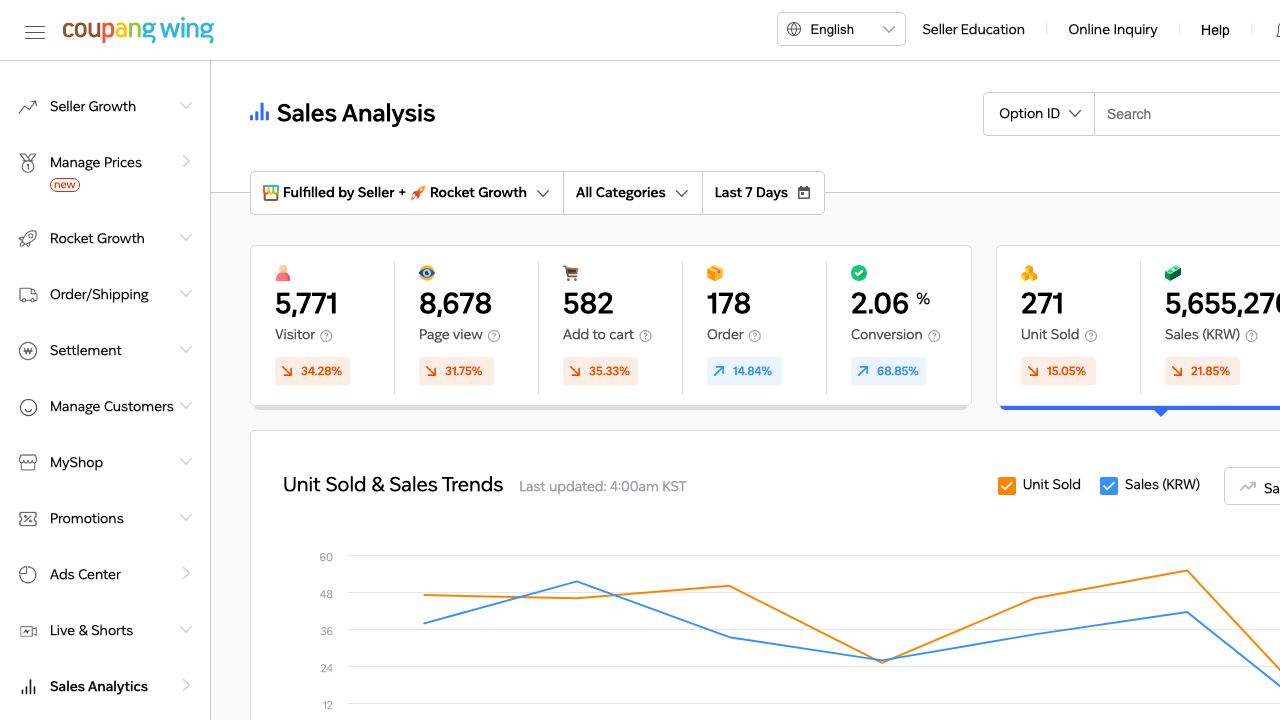 coupang wing
English
Seller Education
Online Inquiry
Help
Seller Growth
Manage Prices
new
Rocket Growth
Order/Shipping
Settlement
Manage Customers
MyShop
Promotions
Ads Center
Live & Shorts
Sales Analytics
Sales Analysis
Option ID
Search
Fulfilled by Seller + Rocket Growth
All Categories
Last 7 Days
5,771
Visitor
34.28%
8,678
Page view
31.75%
582
Add to cart
35.33%
178
Order
14.84%
2.06 %
Conversion
68.85%
271
Unit Sold
15.05%
5,655,270
Sales (KRW)
21.85%
Unit Sold & Sales Trends
Last updated: 4:00am KST
Unit Sold
Sales (KRW)
Sa
60
48
36
24
12